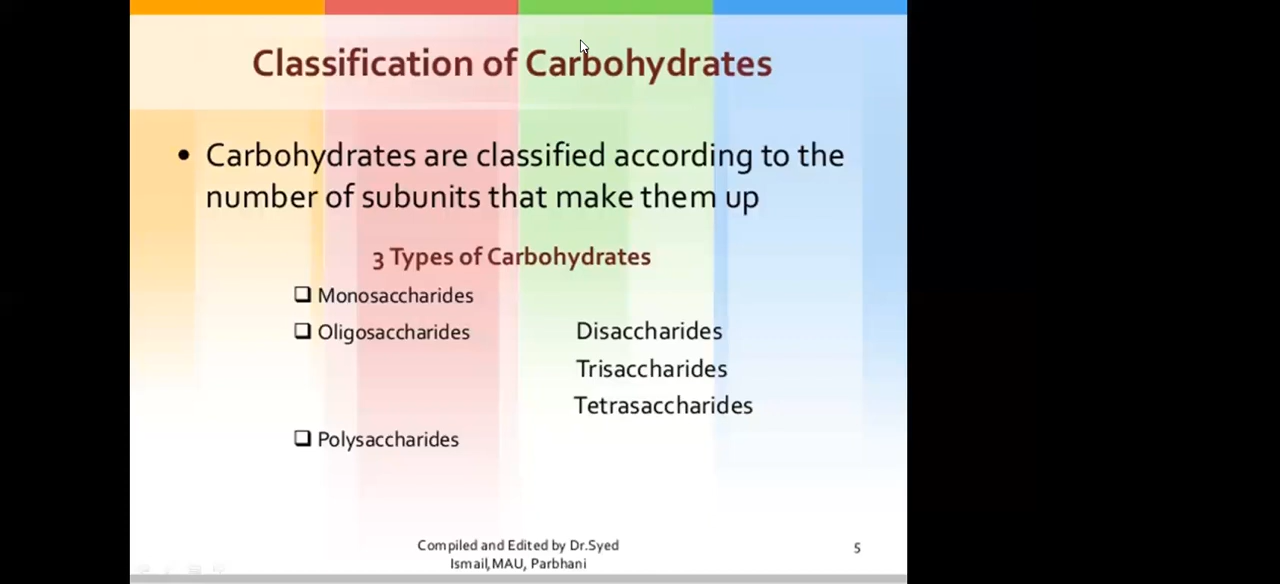 Classification of Carbohydrates
• Carbohydrates are classified according to the
number of subunits that make them up
3 Types of Carbohydrates
❑ Monosaccharides
❑ Oligosaccharides Disaccharides
Trisaccharides
Tetrasaccharides
❑ Polysaccharides
Compiled and Edited by Dr.Syed
Ismail,MAU, Parbhani
5